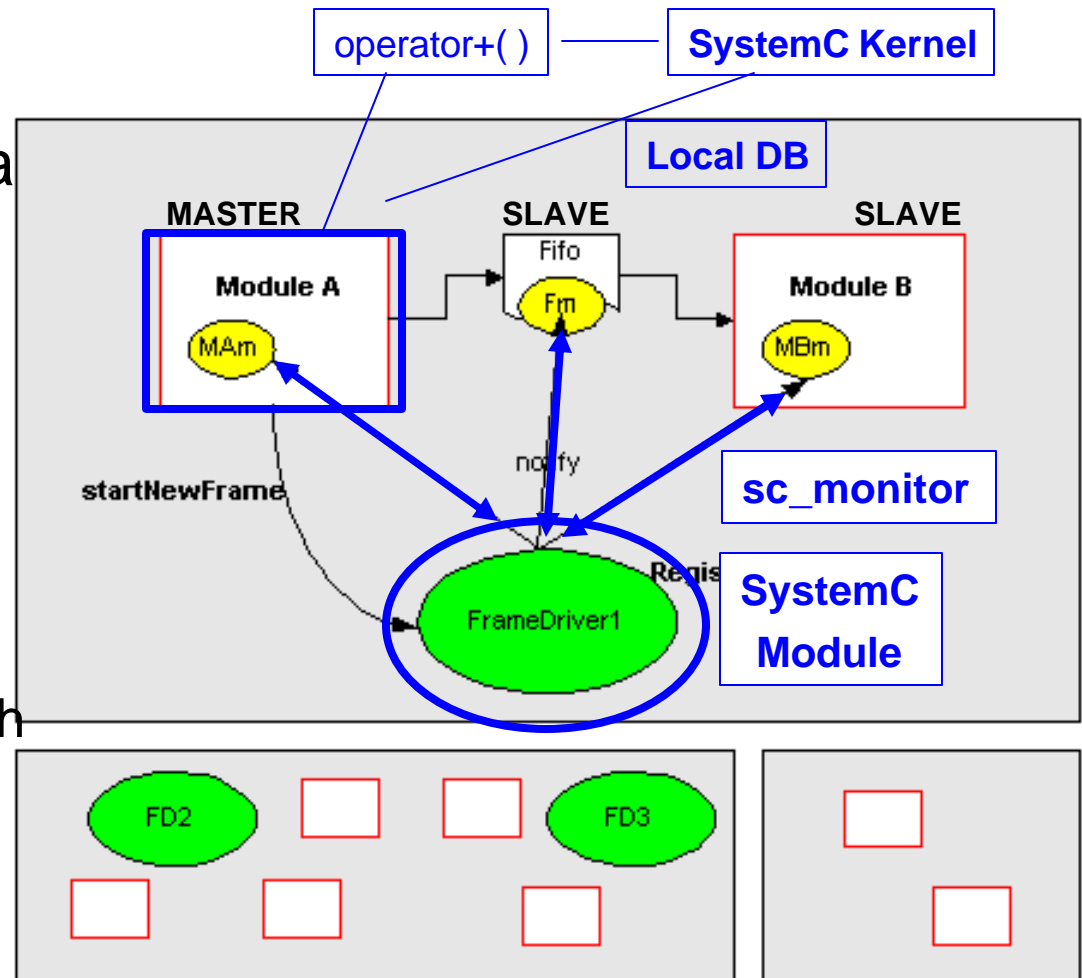 operator+( )
SystemC Kernel
Local DB
a
MASTER
SLAVE
SLAVE
Fifo
Module A
Module B
Fm
MAm
MBm
notify
startNewFrame
sc_monitor
Regis
SystemC
Module
FrameDriver1
h
FD2
FD3